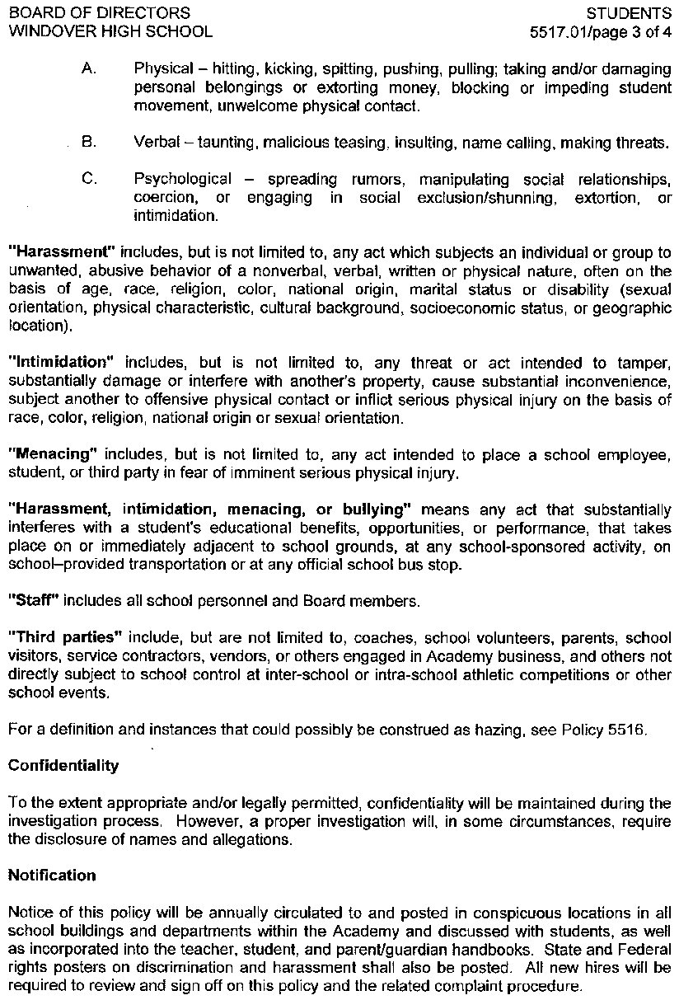 BOARD OF DIRECTORS STUDENTS
WINDOVER HIGH SCHOOL 5517.01/page 3 of 4
A. Physical – hitting, kicking, spitting, pushing, pulling; taking and/or damaging
personal belongings or extorting money, blocking or impeding student
movement, unwelcome physical contact.
B. Verbal – taunting, malicious teasing, insulting, name calling, making threats.
C. Psychological – spreading rumors, manipulating social relationships,
coercion, or engaging in social exclusion/shunning, extortion, or
intimidation.
"Harassment" includes, but is not limited to, any act which subjects an individual or group to
unwanted, abusive behavior of a nonverbal, verbal, written or physical nature, often on the
basis of age, race, religion, color, national origin, marital status or disability (sexual
orientation, physical characteristic, cultural background, socioeconomic status, or geographic
location).
"Intimidation" includes, but is not limited to, any threat or act intended to tamper,
substantially damage or interfere with another's property, cause substantial inconvenience,
subject another to offensive physical contact or inflict serious physical injury on the basis of
race, color, religion, national origin or sexual orientation.
"Menacing" includes, but is not limited to, any act intended to place a school employee,
student, or third party in fear of imminent serious physical injury.
"Harassment, intimidation, menacing, or bullying" means any act that substantially
interferes with a student's educational benefits, opportunities, or performance, that takes
place on or immediately adjacent to school grounds, at any school-sponsored activity, on
school–provided transportation or at any official school bus stop.
"Staff" includes all school personnel and Board members.
"Third parties" include, but are not limited to, coaches, school volunteers, parents, school
visitors, service contractors, vendors, or others engaged in Academy business, and others not
directly subject to school control at inter-school or intra-school athletic competitions or other
school events.
For a definition and instances that could possibly be construed as hazing, see Policy 5516.
Confidentiality
To the extent appropriate and/or legally permitted, confidentiality will be maintained during the
investigation process. However, a proper investigation will, in some circumstances, require
the disclosure of names and allegations.
Notification
Notice of this policy will be annually circulated to and posted in conspicuous locations in all
school buildings and departments within the Academy and discussed with students, as well
as incorporated into the teacher, student, and parent/guardian handbooks. State and Federal
rights posters on discrimination and harassment shall also be posted. All new hires will be
required to review and sign off on this policy and the related complaint procedure.